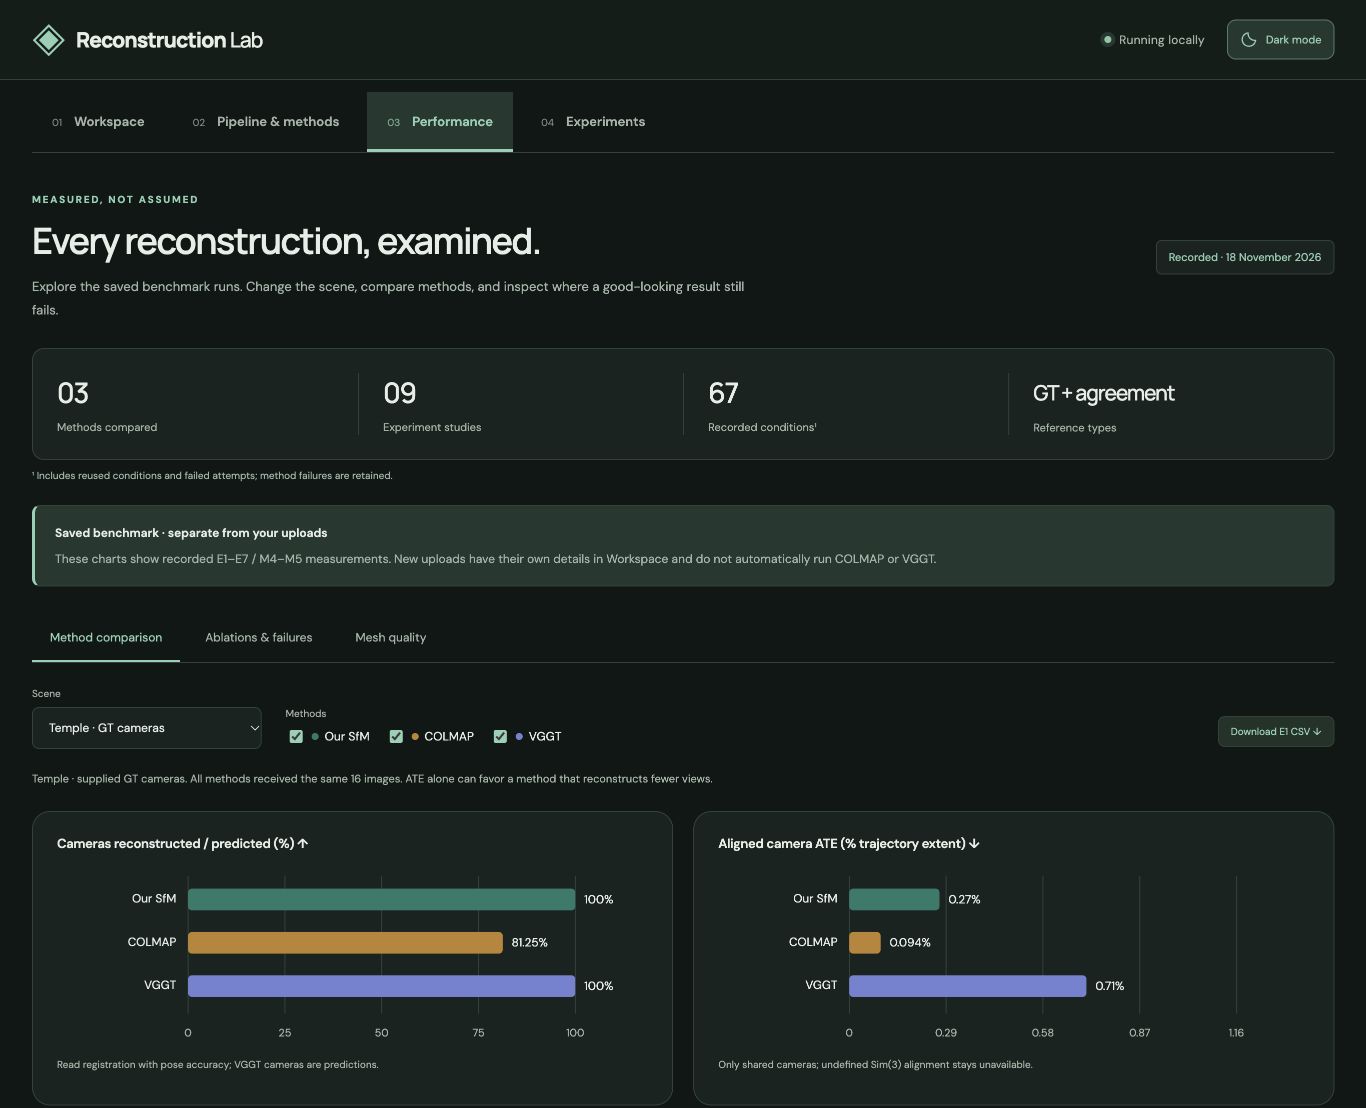 Reconstruction Lab
Running locally
Dark mode
01 Workspace
02 Pipeline & methods
03 Performance
04 Experiments
MEASURED, NOT ASSUMED
Every reconstruction, examined.
Recorded · 18 November 2026
Explore the saved benchmark runs. Change the scene, compare methods, and inspect where a good-looking result still
fails.
03
Methods compared
09
Experiment studies
67
Recorded conditions¹
GT + agreement
Reference types
¹ Includes reused conditions and failed attempts; method failures are retained.
Saved benchmark · separate from your uploads
These charts show recorded E1–E7 / M4–M5 measurements. New uploads have their own details in Workspace and do not automatically run COLMAP or VGGT.
Method comparison
Ablations & failures
Mesh quality
Scene
Temple · GT cameras
Methods
Our SfM
COLMAP
VGGT
Download E1 CSV ↓
Temple · supplied GT cameras. All methods received the same 16 images. ATE alone can favor a method that reconstructs fewer views.
Cameras reconstructed / predicted (%) ↑
Our SfM 100%
COLMAP 81.25%
VGGT 100%
0 25 50 75 100
Read registration with pose accuracy; VGGT cameras are predictions.
Aligned camera ATE (% trajectory extent) ↓
Our SfM 0.27%
COLMAP 0.094%
VGGT 0.71%
0 0.29 0.58 0.87 1.16
Only shared cameras; undefined Sim(3) alignment stays unavailable.